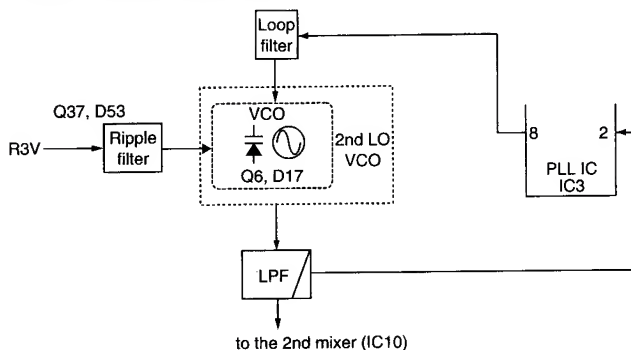 Loop
filter
Q37, D53
R3V
Ripple
filter
VCO
Q6, D17
2nd LO
VCO
8
2
PLL IC
IC3
LPF
to the 2nd mixer (IC10)